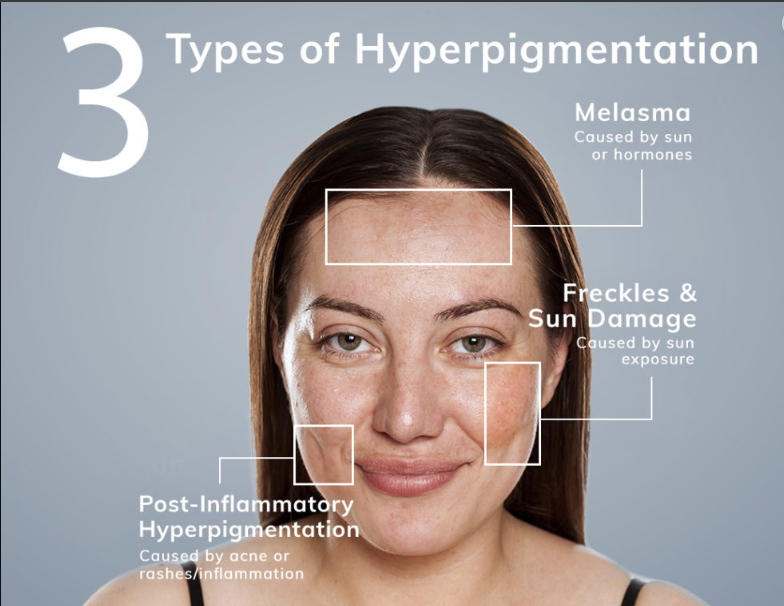 3 Types of Hyperpigmentation
Melasma
Caused by sun
or hormones
Freckles &
Sun Damage
Caused by sun
exposure
Post-Inflammatory
Hyperpigmentation
Caused by acne or
rashes/inflammation